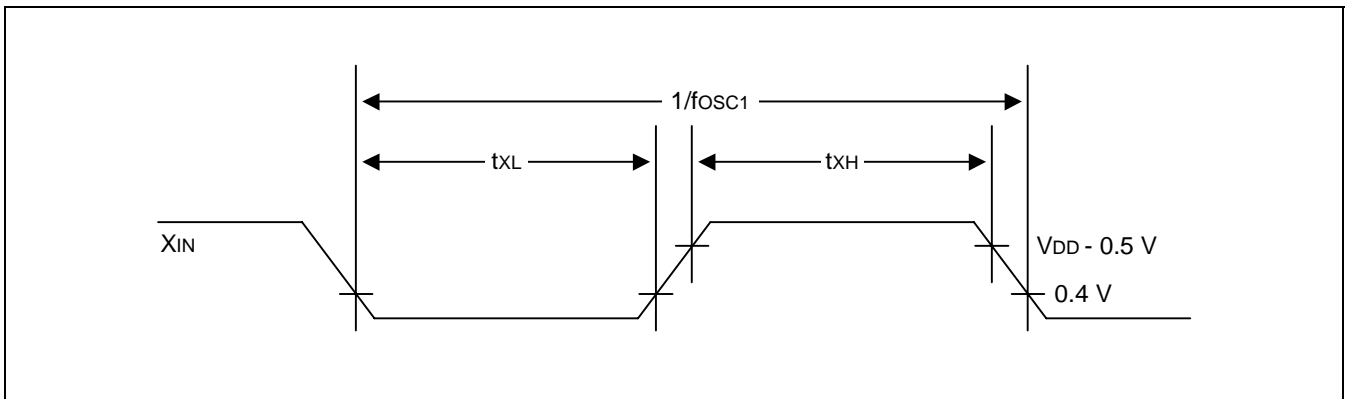 1/fOSC1
tXL
tXH
XIN
VDD - 0.5 V
0.4 V